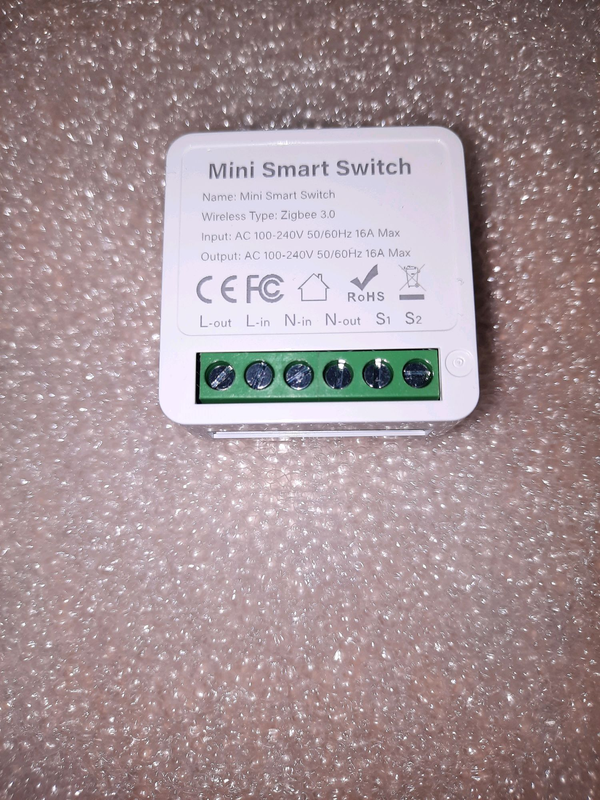 Mini Smart Switch
Name: Mini Smart Switch
Wireless Type: Zigbee 3.0
Input: AC 100-240V 50/60Hz 16A Max
Output: AC 100-240V 50/60Hz 16A Max
CE FC RoHS
L-out L-in N-in N-out S1 S2